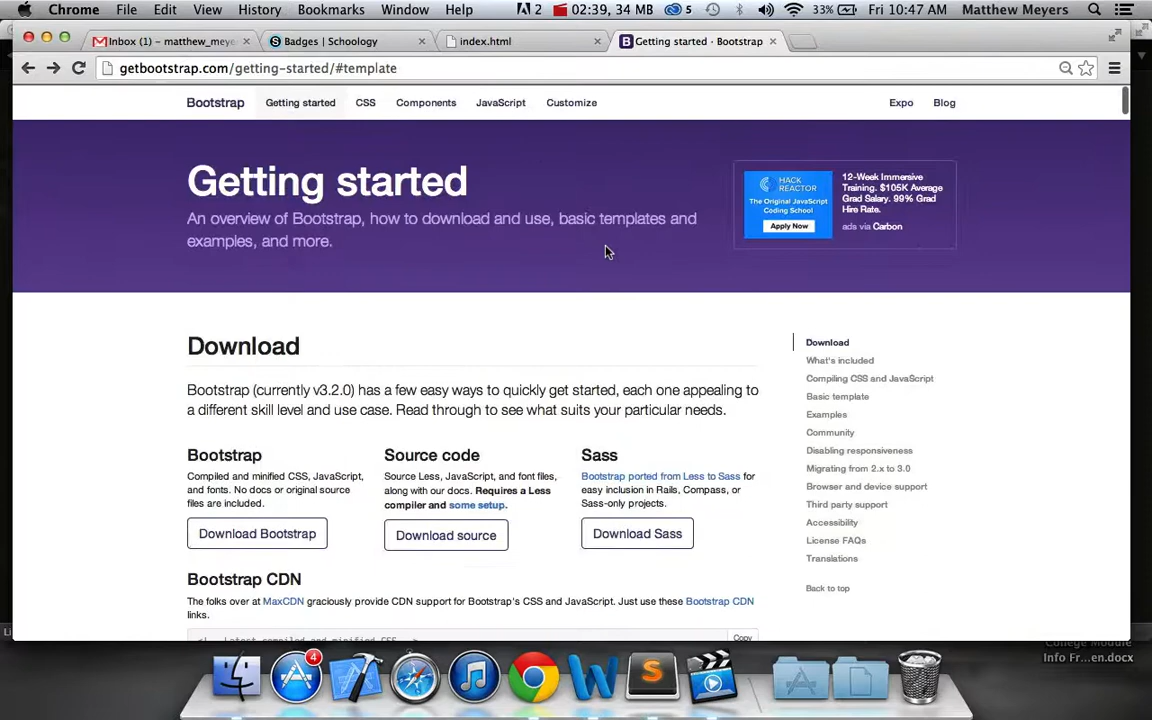 Chrome File Edit View History Bookmarks Window Help 2 02:39, 34 MB 5 33% Fri 10:47 AM Matthew Meyers
Inbox (1) – matthew_meye Badges | Schoology index.html Getting started · Bootstrap
getbootstrap.com/getting-started/#template
Bootstrap Getting started CSS Components JavaScript Customize Expo Blog
Getting started
An overview of Bootstrap, how to download and use, basic templates and
examples, and more.
HACK
REACTOR
The Original JavaScript
Coding School
Apply Now
12-Week Immersive
Training. $105K Average
Grad Salary. 99% Grad
Hire Rate.
ads via Carbon
Download
Bootstrap (currently v3.2.0) has a few easy ways to quickly get started, each one appealing to
a different skill level and use case. Read through to see what suits your particular needs.
Bootstrap
Compiled and minified CSS, JavaScript,
and fonts. No docs or original source
files are included.
Download Bootstrap
Source code
Source Less, JavaScript, and font files,
along with our docs. Requires a Less
compiler and some setup.
Download source
Sass
Bootstrap ported from Less to Sass for
easy inclusion in Rails, Compass, or
Sass-only projects.
Download Sass
Bootstrap CDN
The folks over at MaxCDN graciously provide CDN support for Bootstrap's CSS and JavaScript. Just use these Bootstrap CDN
links.
<!-- Latest compiled and minified CSS -->
Copy
Download
What's included
Compiling CSS and JavaScript
Basic template
Examples
Community
Disabling responsiveness
Migrating from 2.x to 3.0
Browser and device support
Third party support
Accessibility
License FAQs
Translations
Back to top
College Module
Info Fr...en.docx
4